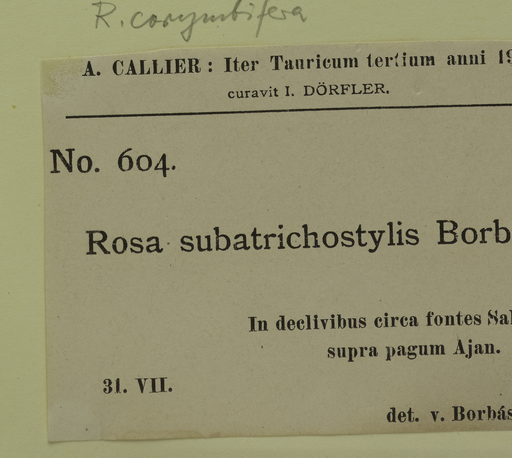 R. corymbifera
A. CALLIER: Iter Tauricum tertium anni 19
curavit I. DÖRFLER.
No. 604.
Rosa subatrichostylis Borb
In declivibus circa fontes Sal
supra pagum Ajan.
31. VII.
det. v. Borbás